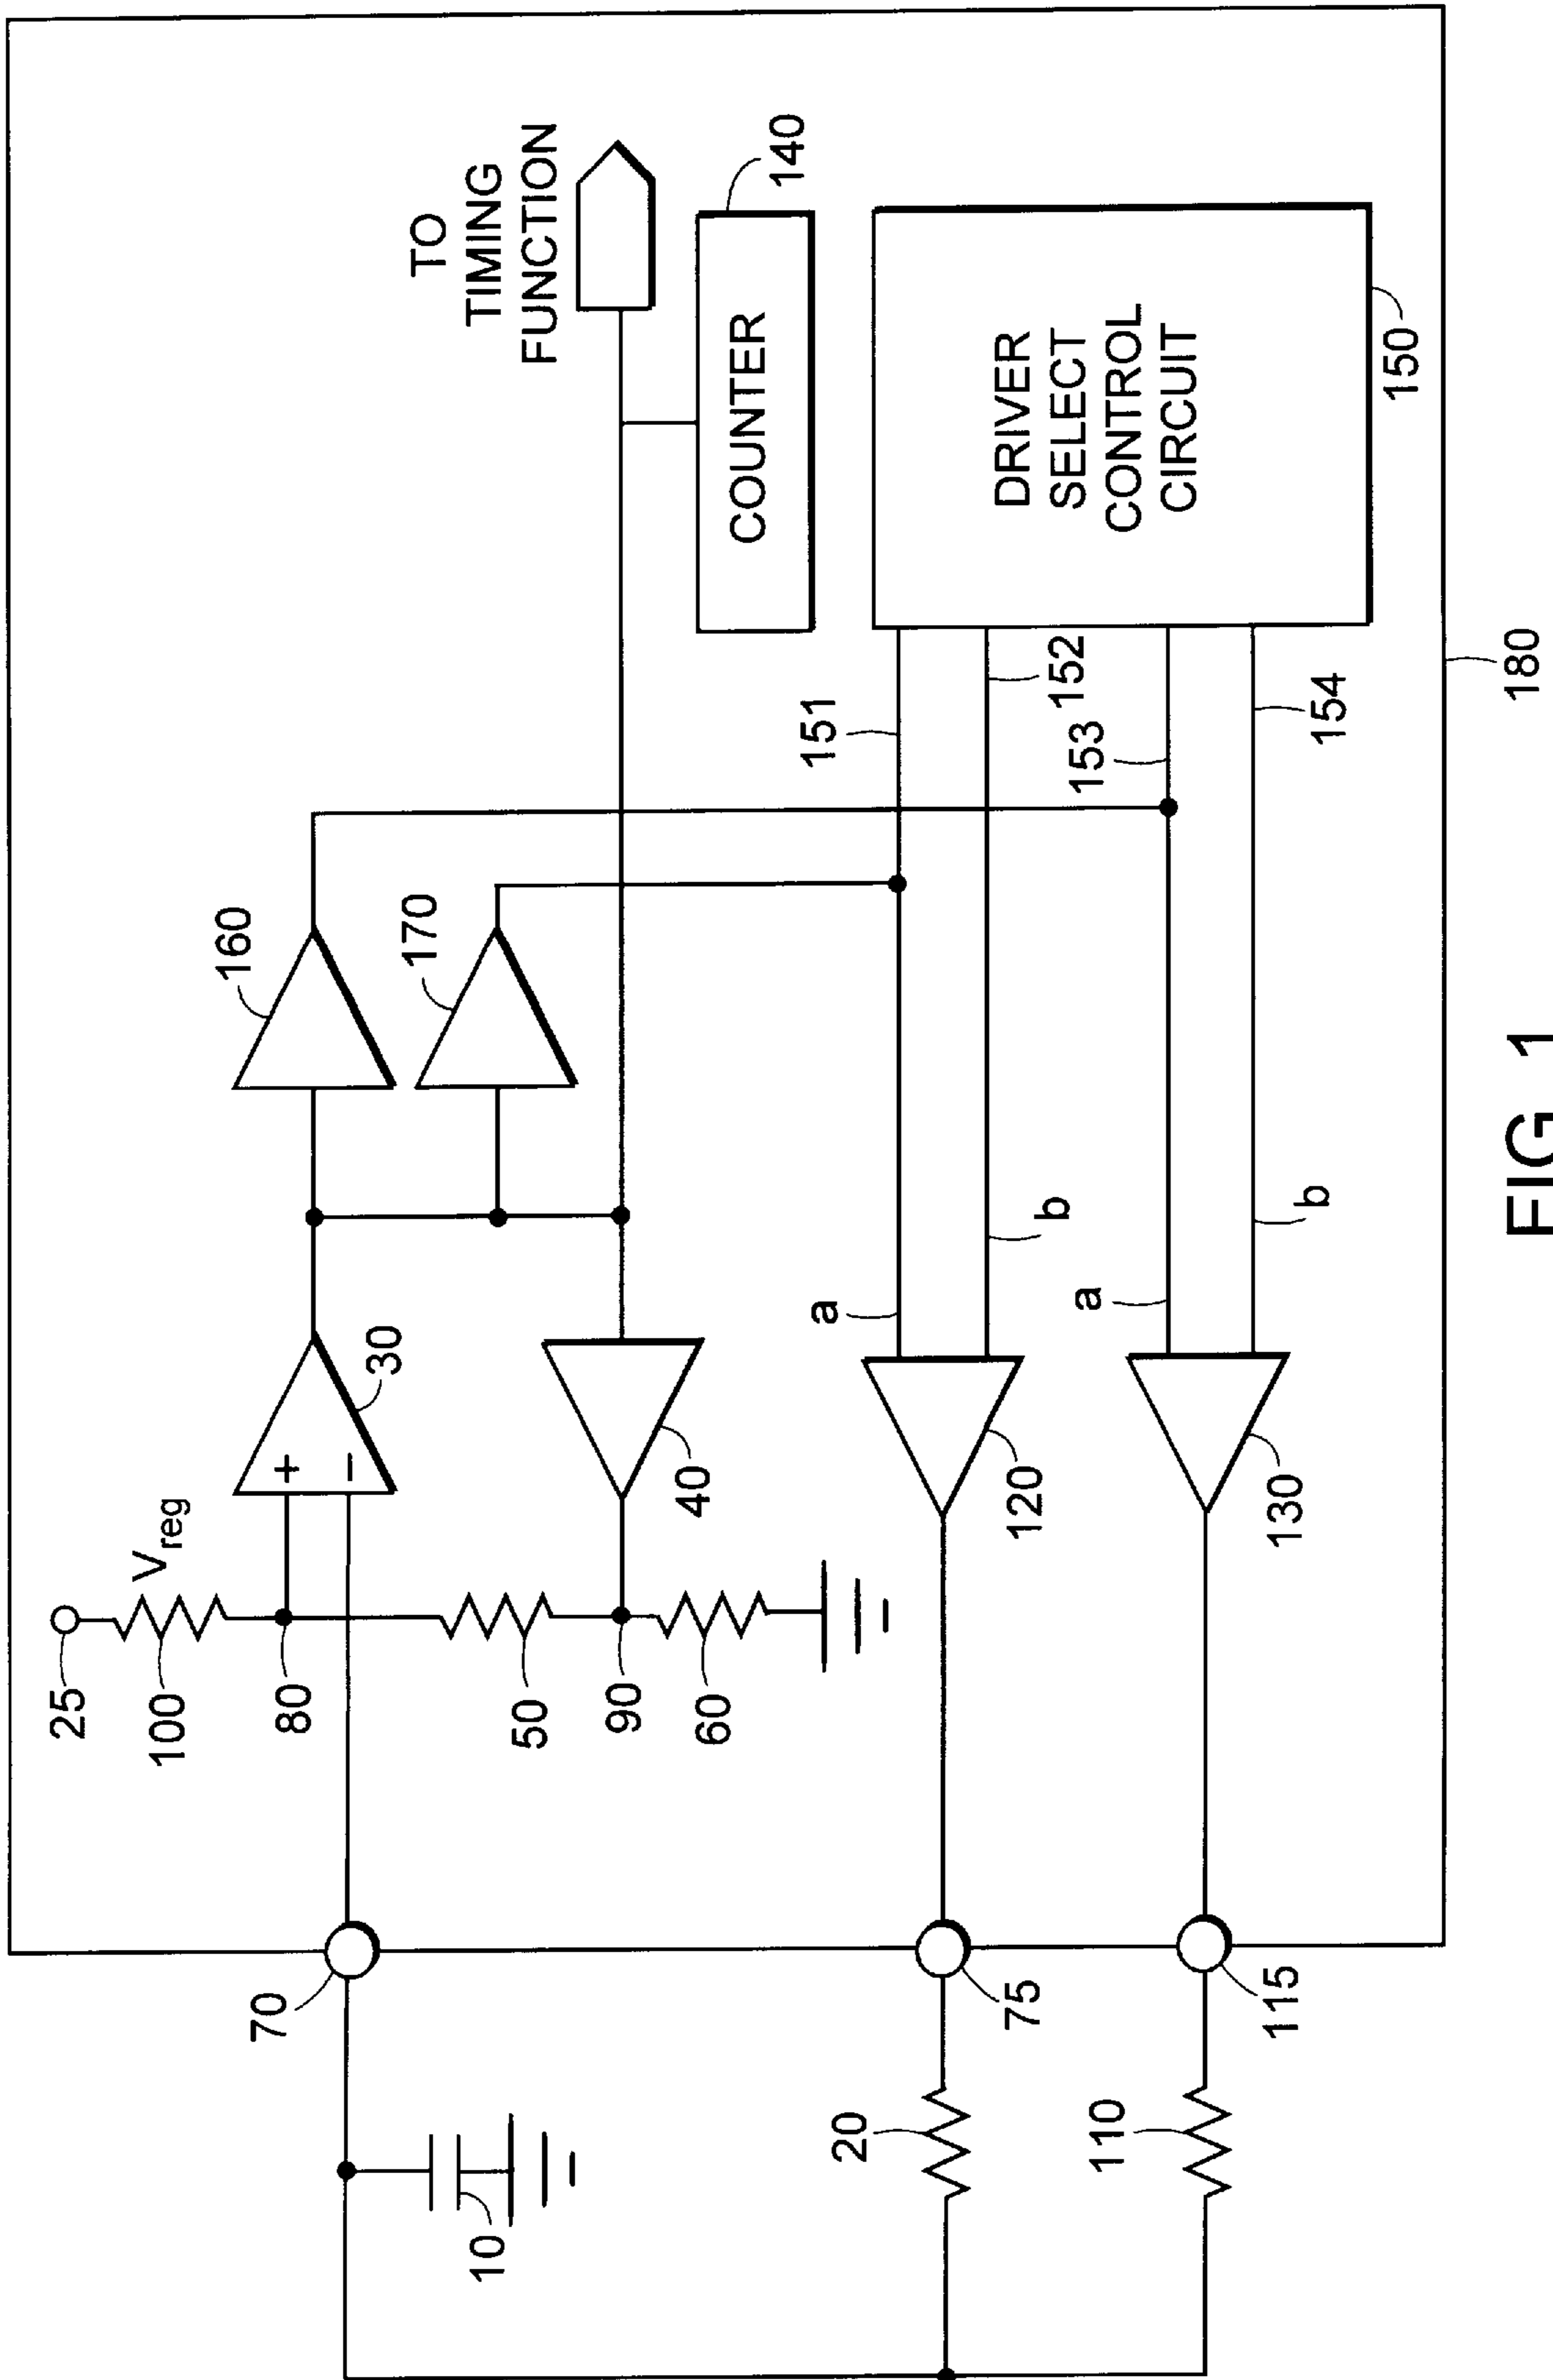 25
Vreg
100
80
50
90
60
+
−
30
40
160
170
TO
TIMING
FUNCTION
COUNTER
140
70
10
20
75
110
115
a
b
120
a
b
130
151
152
153
154
DRIVER
SELECT
CONTROL
CIRCUIT
150
180
FIG. 1